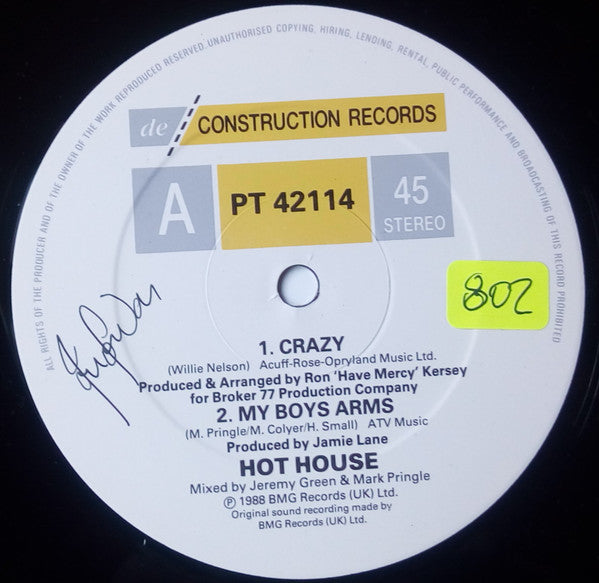 ALL RIGHTS OF THE PRODUCER AND OF THE OWNER OF THE WORK REPRODUCED RESERVED. UNAUTHORISED COPYING, HIRING, LENDING, RENTAL, PUBLIC PERFORMANCE AND BROADCASTING OF THIS RECORD PROHIBITED
de CONSTRUCTION RECORDS
A PT 42114 45
STEREO
802
1. CRAZY
(Willie Nelson) Acuff-Rose-Opryland Music Ltd.
Produced & Arranged by Ron 'Have Mercy' Kersey
for Broker 77 Production Company
2. MY BOYS ARMS
(M. Pringle/M. Colyer/H. Small) ATV Music
Produced by Jamie Lane
HOT HOUSE
Mixed by Jeremy Green & Mark Pringle
℗ 1988 BMG Records (UK) Ltd.
Original sound recording made by
BMG Records (UK) Ltd.